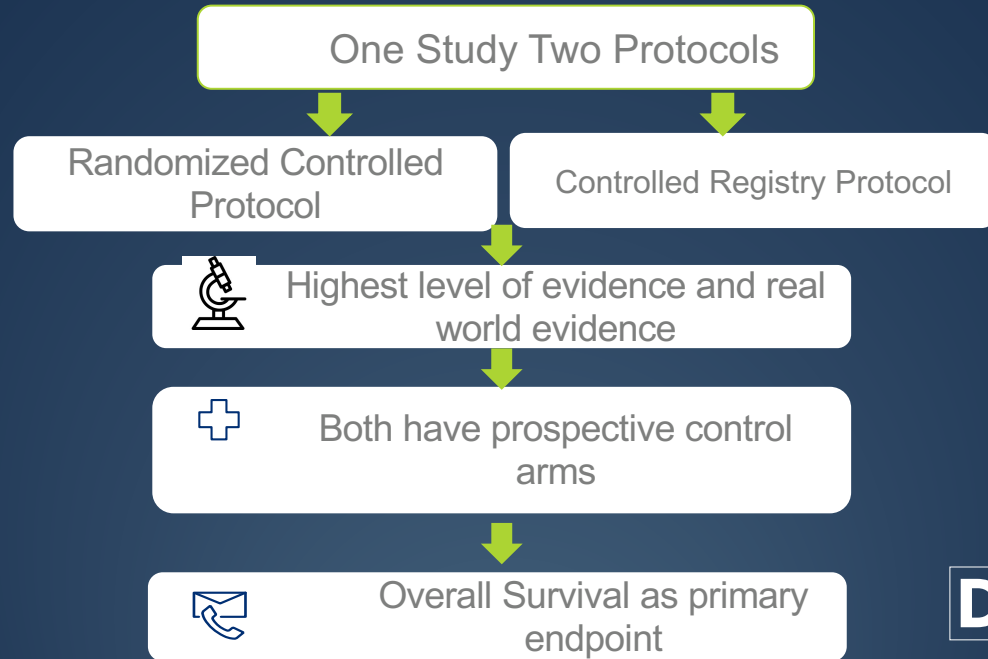 One Study Two Protocols
Randomized Controlled
Protocol
Controlled Registry Protocol
Highest level of evidence and real
world evidence
Both have prospective control
arms
Overall Survival as primary
endpoint
D